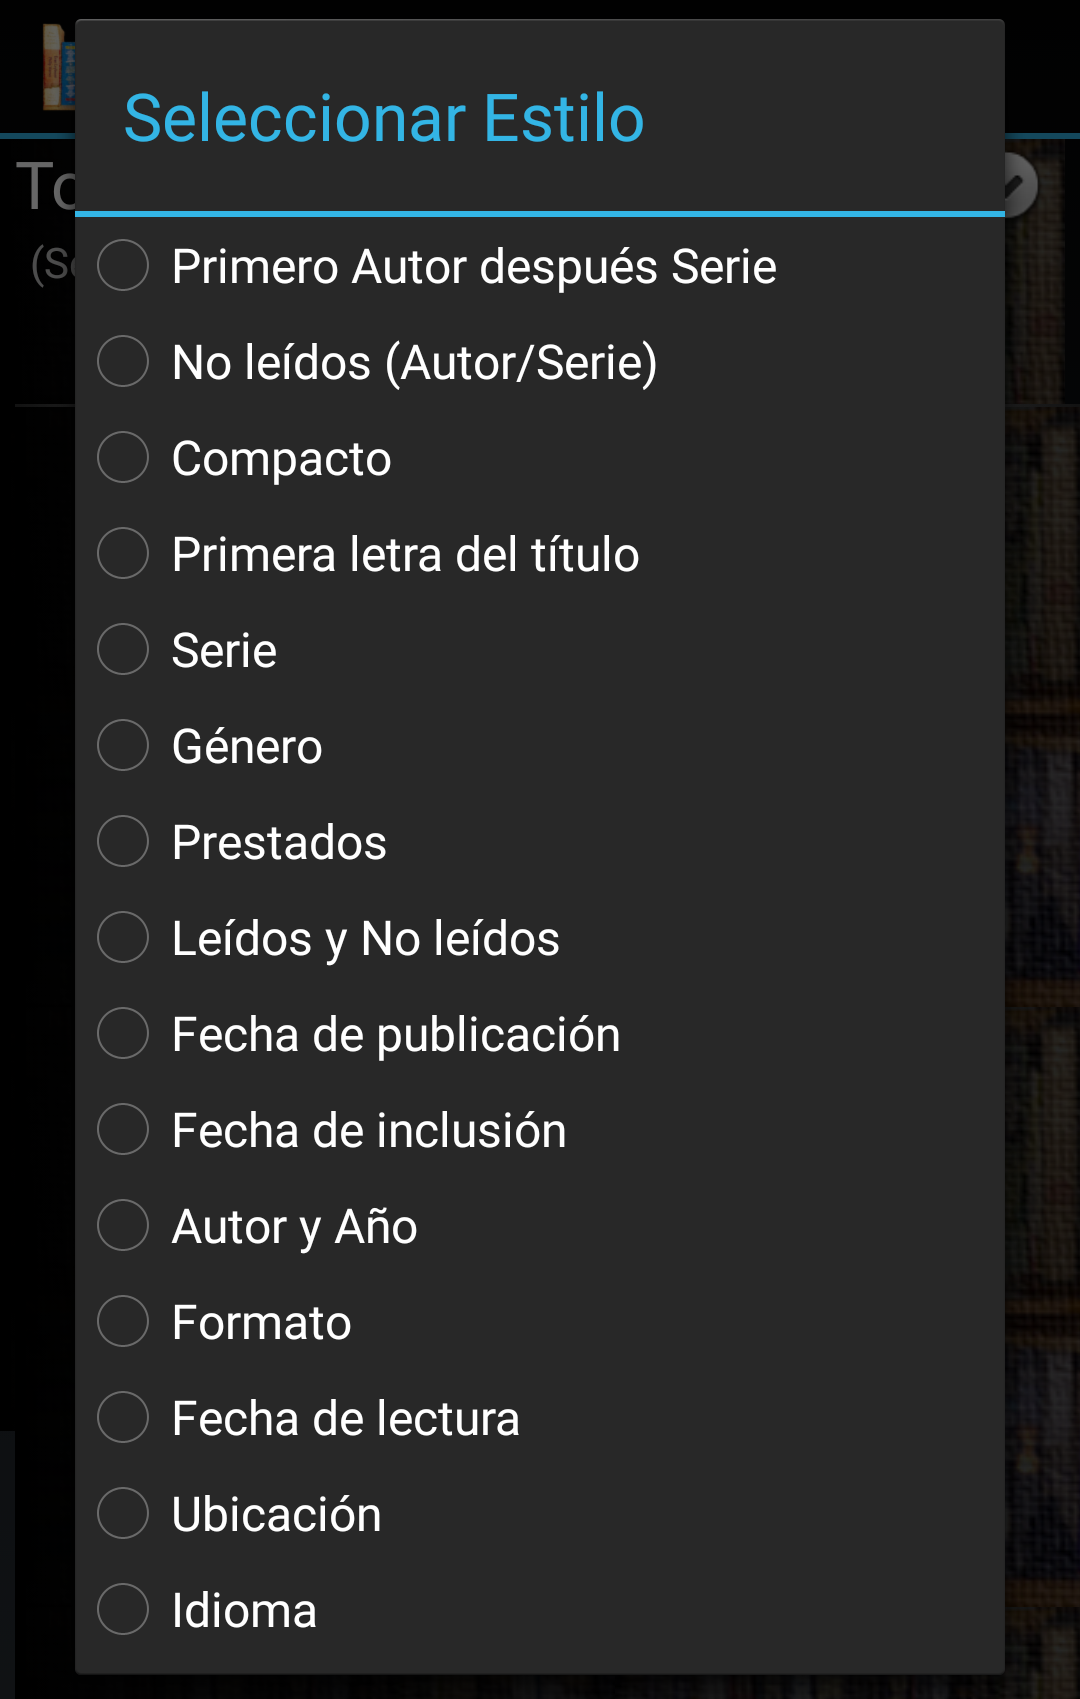 Seleccionar Estilo
Primero Autor después Serie
No leídos (Autor/Serie)
Compacto
Primera letra del título
Serie
Género
Prestados
Leídos y No leídos
Fecha de publicación
Fecha de inclusión
Autor y Año
Formato
Fecha de lectura
Ubicación
Idioma